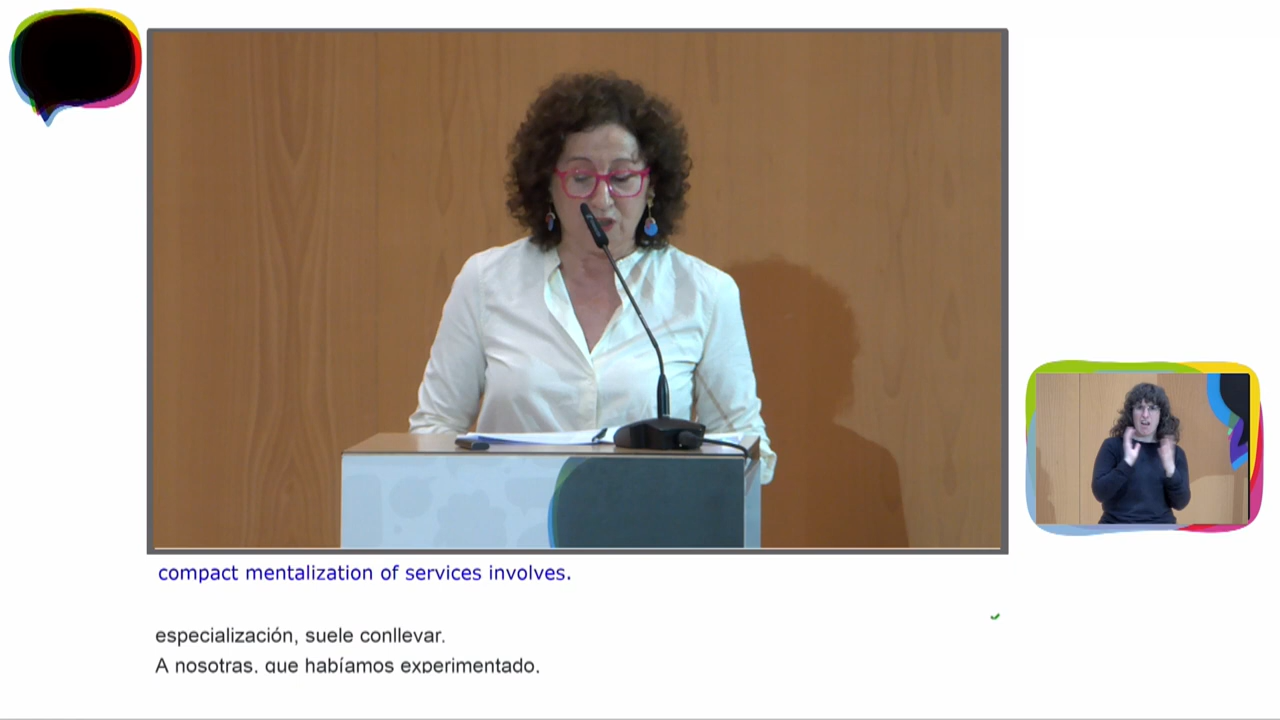 compact mentalization of services involves.
especialización, suele conllevar.
A nosotras, que habíamos experimentado.